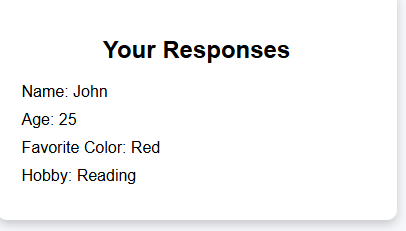 Your Responses
Name: John
Age: 25
Favorite Color: Red
Hobby: Reading